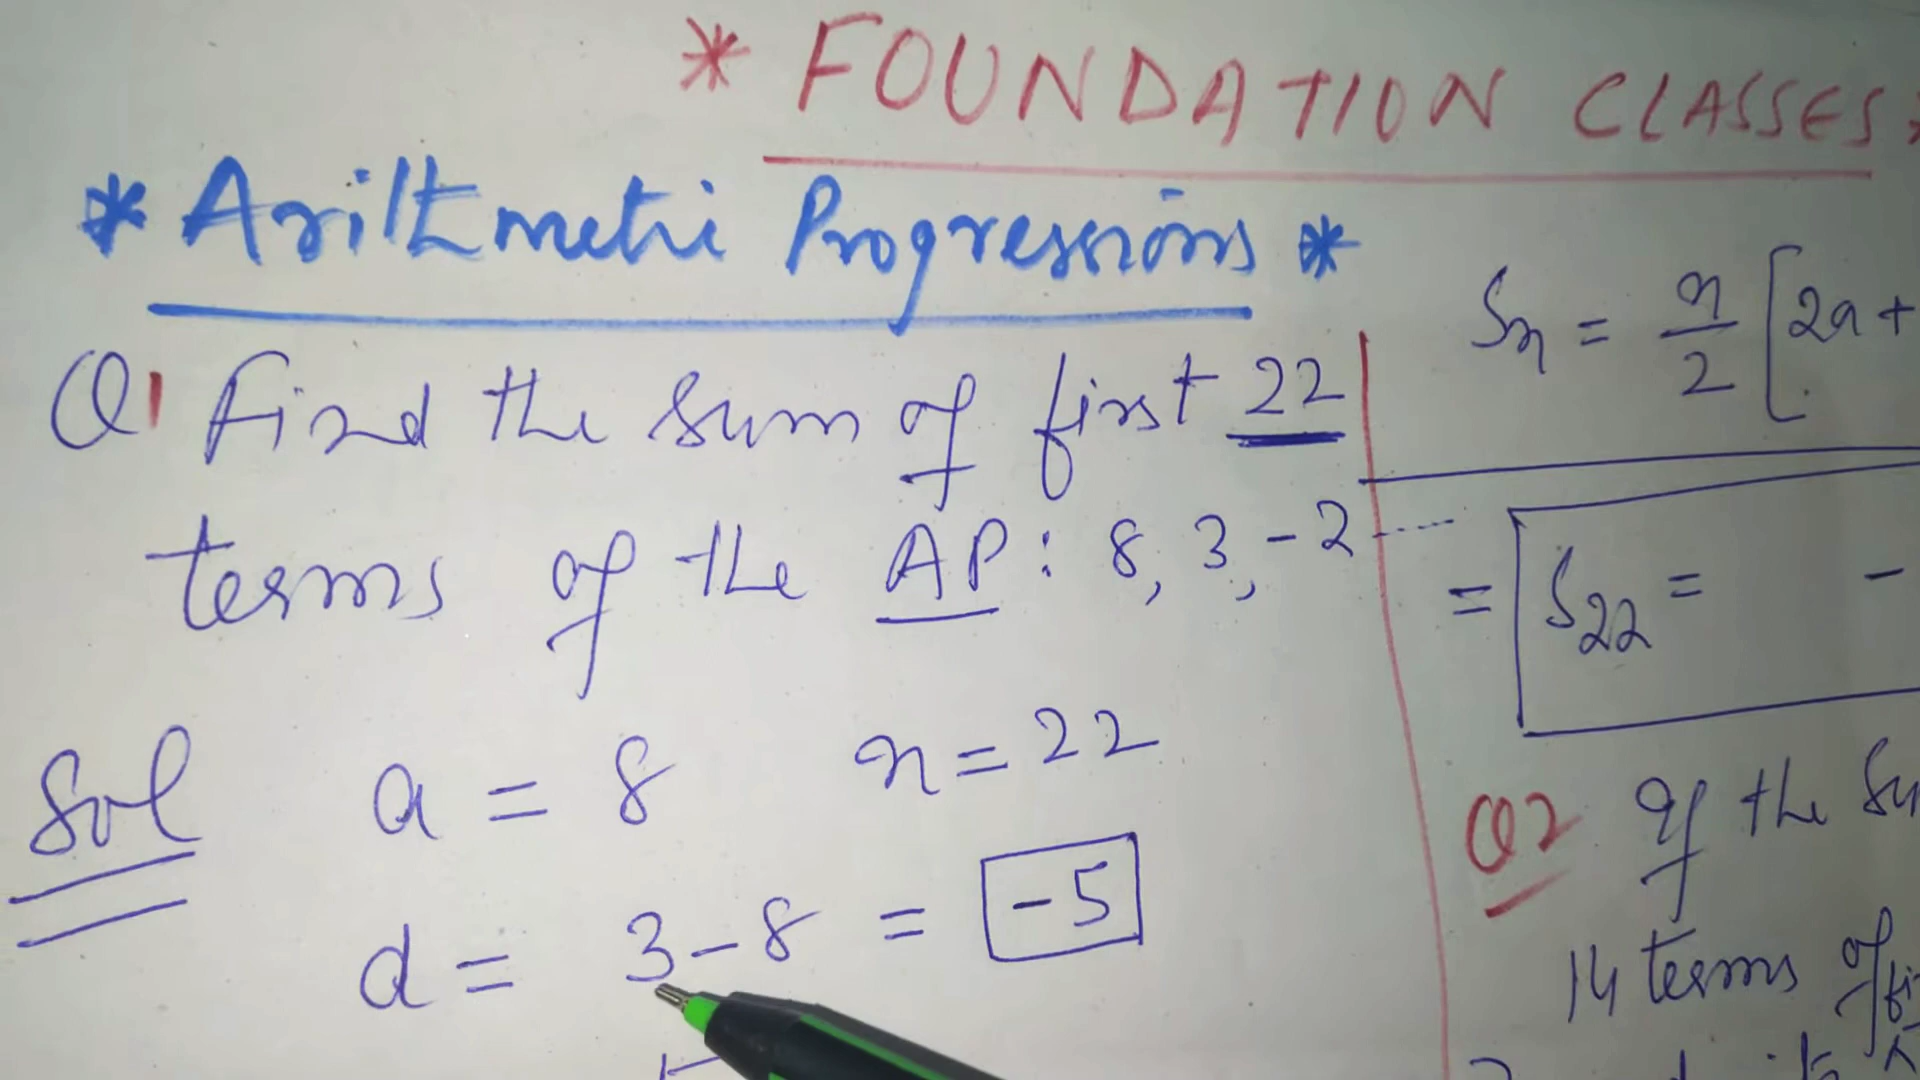 * FOUNDATION CLASSES
* Arithmetic Progressions *
Q1 Find the sum of first 22
terms of the AP: 8, 3, -2 ......
Sol a = 8 n = 22
d = 3-8 = -5
Sn = n/2 [2a+
= S22 = -
Q2 If the Su
14 terms of